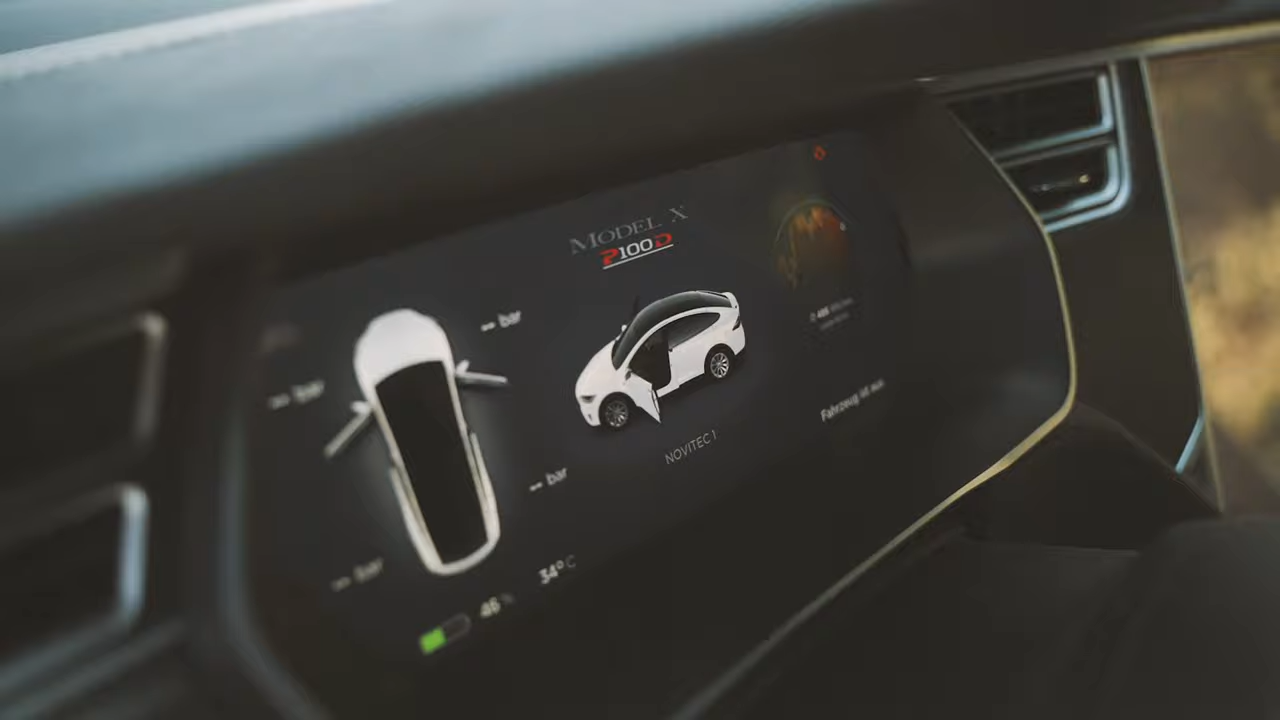 MODEL X
P100D
-- bar
-- bar
-- bar
-- bar
NOVITEC 1
Fahrzeug ist aus
34°C
46 %